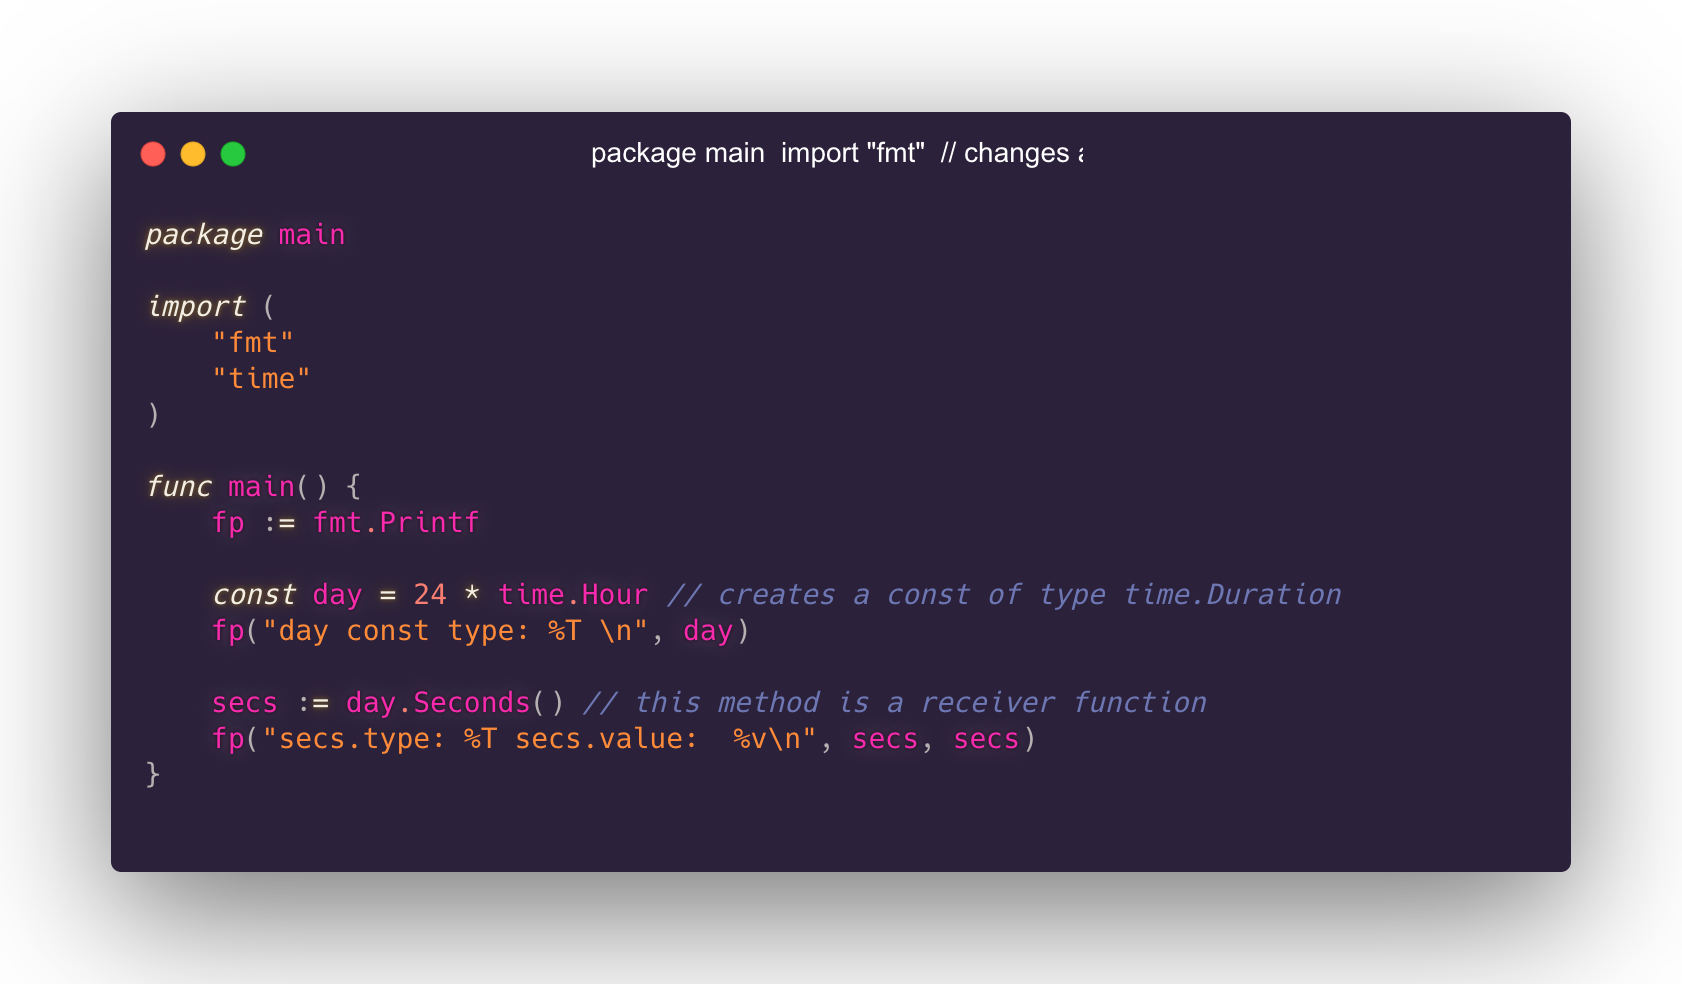 package main  import "fmt"  // changes
package main
import (
    "fmt"
    "time"
)
func main() {
    fp := fmt.Printf
    const day = 24 * time.Hour // creates a const of type time.Duration
    fp("day const type: %T \n", day)
    secs := day.Seconds() // this method is a receiver function
    fp("secs.type: %T secs.value:  %v\n", secs, secs)
}